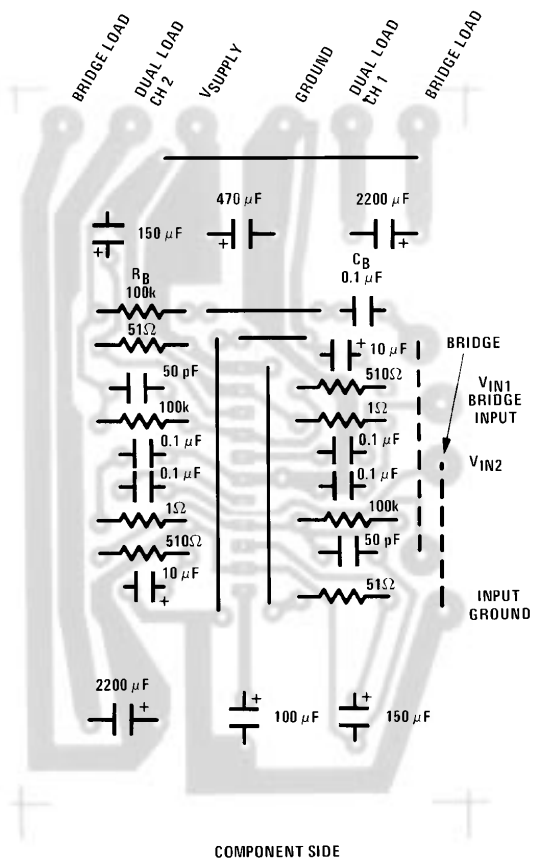 BRIDGE LOAD
DUAL LOAD
CH 2
VSUPPLY
GROUND
DUAL LOAD
CH 1
BRIDGE LOAD
150 μF
+
470 μF
+
2200 μF
+
RB
100k
CB
0.1 μF
51Ω
+
10 μF
BRIDGE
50 pF
510Ω
VIN1
BRIDGE
INPUT
100k
1Ω
0.1 μF
0.1 μF
VIN2
0.1 μF
0.1 μF
1Ω
100k
510Ω
50 pF
10 μF
+
51Ω
INPUT
GROUND
2200 μF
+
+
100 μF
+
150 μF
COMPONENT SIDE